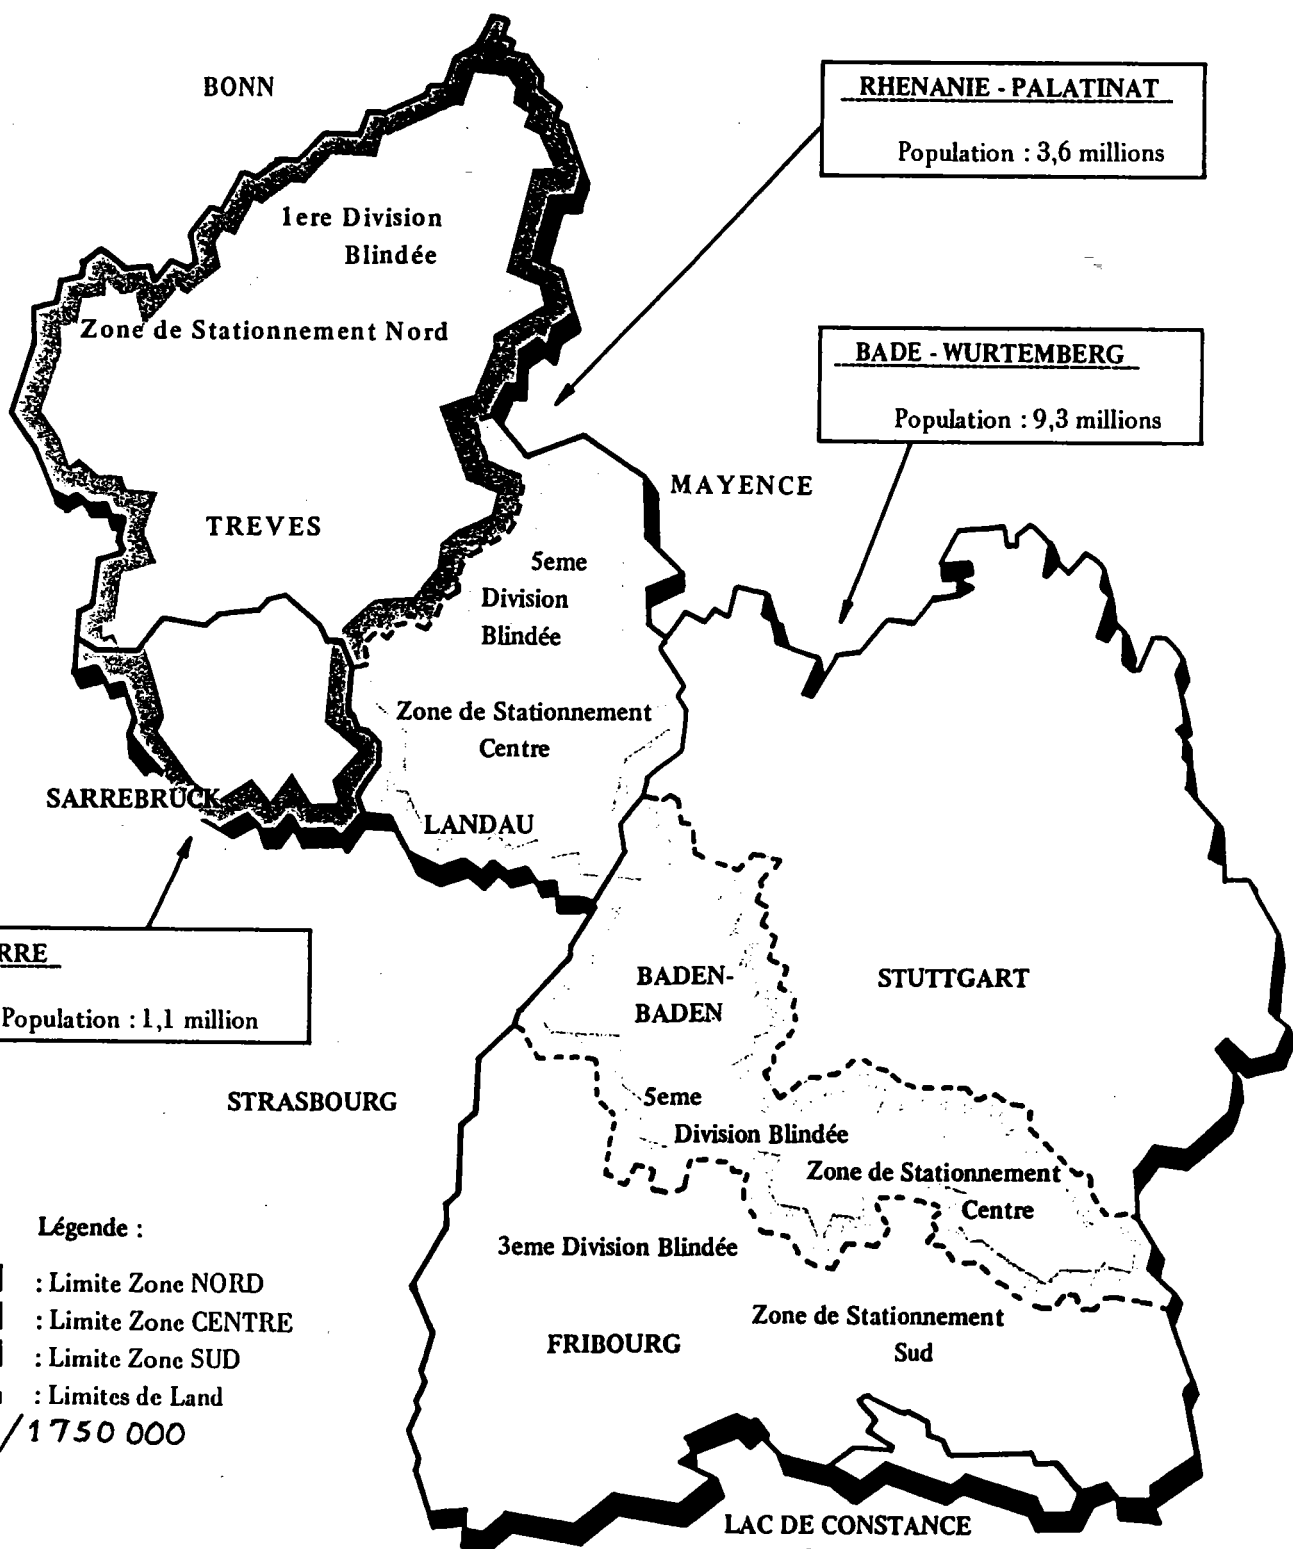 BONN
RHENANIE - PALATINAT
Population : 3,6 millions
1ere Division
Blindée
Zone de Stationnement Nord
BADE - WURTEMBERG
Population : 9,3 millions
MAYENCE
TREVES
5eme
Division
Blindée
Zone de Stationnement
Centre
SARREBRUCK
LANDAU
RRE
Population : 1,1 million
BADEN-
BADEN
STUTTGART
STRASBOURG
5eme
Division Blindée
Zone de Stationnement
Centre
3eme Division Blindée
Zone de Stationnement
Sud
FRIBOURG
Légende :
: Limite Zone NORD
: Limite Zone CENTRE
: Limite Zone SUD
: Limites de Land
/1750 000
LAC DE CONSTANCE